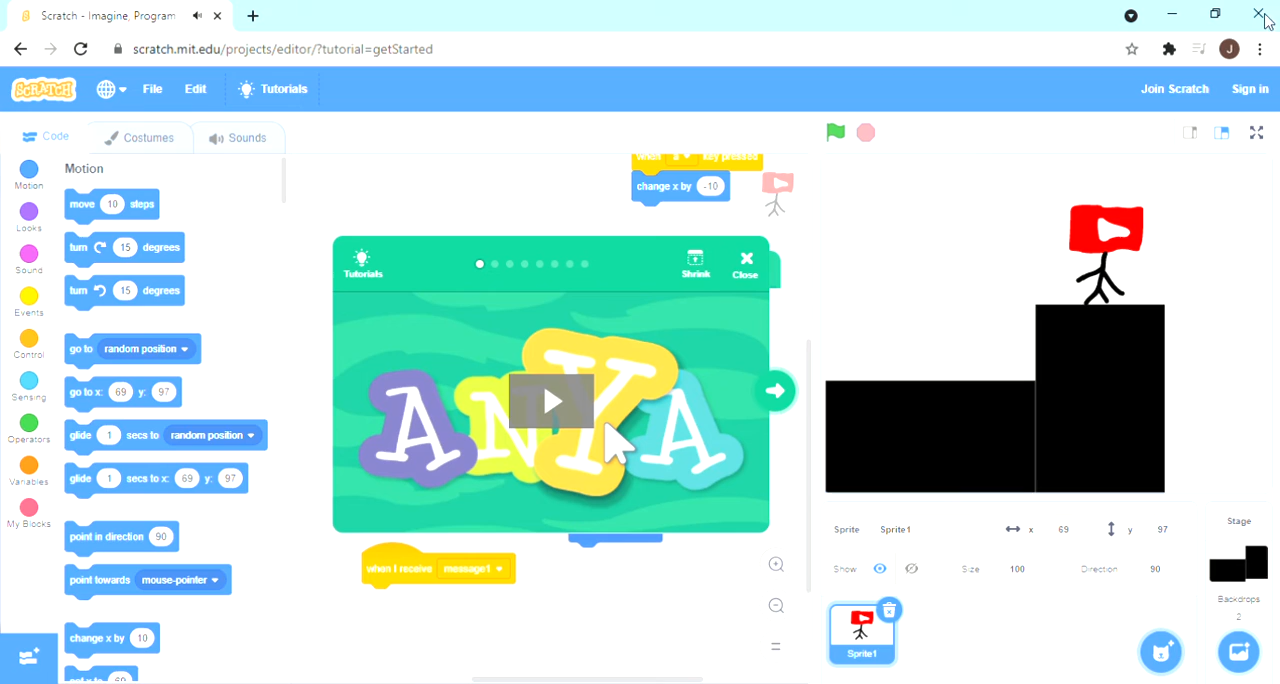 Scratch - Imagine, Program
scratch.mit.edu/projects/editor/?tutorial=getStarted
J
SCRATCH
File
Edit
Tutorials
Join Scratch
Sign in
Code
Costumes
Sounds
Motion
Looks
Sound
Events
Control
Sensing
Operators
Variables
My Blocks
Motion
move 10 steps
turn 15 degrees
turn 15 degrees
go to random position
go to x: 69 y: 97
glide 1 secs to random position
glide 1 secs to x: 69 y: 97
point in direction 90
point towards mouse-pointer
change x by 10
set x to 69
when a key pressed
change x by -10
Tutorials
Shrink
Close
ANYA
when I receive message1
Sprite
Sprite1
x 69
y 97
Show
Size 100
Direction 90
Sprite1
Stage
Backdrops
2